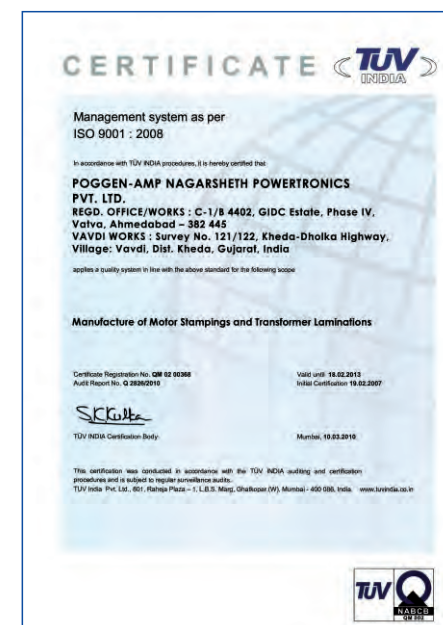 CERTIFICATE
TÜV
INDIA
Management system as per
ISO 9001 : 2008
In accordance with TÜV INDIA procedures, it is hereby certified that
POGGEN-AMP NAGARSHETH POWERTRONICS
PVT. LTD.
REGD. OFFICE/WORKS : C-1/B 4402, GIDC Estate, Phase IV,
Vatva, Ahmedabad – 382 445
VAVDI WORKS : Survey No. 121/122, Kheda-Dholka Highway,
Village: Vavdi, Dist. Kheda, Gujarat, India
applies a quality system in line with the above standard for the following scope
Manufacture of Motor Stampings and Transformer Laminations
Certificate Registration No. QM 02 00368
Valid until 18.02.2013
Audit Report No. Q 2826/2010
Initial Certification 19.02.2007
TÜV INDIA Certification Body
Mumbai, 10.03.2010
This certification was conducted in accordance with the TÜV INDIA auditing and certification
procedures and is subject to regular surveillance audits.
TÜV India Pvt. Ltd., 801, Raheja Plaza – 1, L.B.S. Marg, Ghatkopar (W), Mumbai - 400 086, India. www.tuvindia.co.in
TÜV
NABCB
QM 002